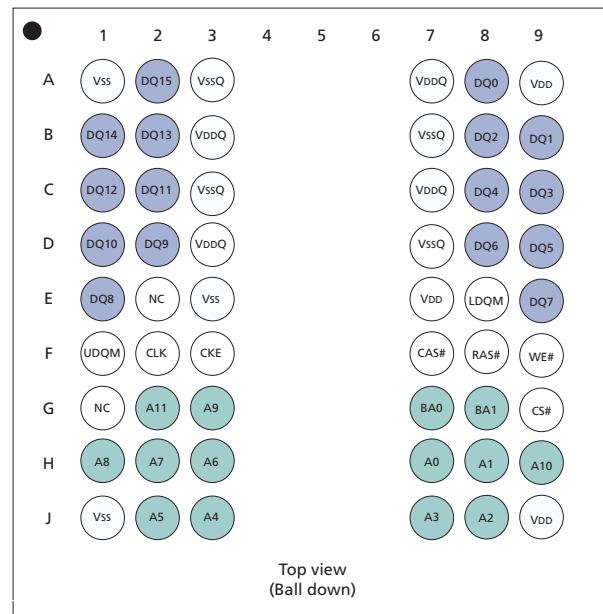 1 2 3 4 5 6 7 8 9
A Vss DQ15 VssQ VDDQ DQ0 VDD
B DQ14 DQ13 VDDQ VssQ DQ2 DQ1
C DQ12 DQ11 VssQ VDDQ DQ4 DQ3
D DQ10 DQ9 VDDQ VssQ DQ6 DQ5
E DQ8 NC Vss VDD LDQM DQ7
F UDQM CLK CKE CAS# RAS# WE#
G NC A11 A9 BA0 BA1 CS#
H A8 A7 A6 A0 A1 A10
J Vss A5 A4 A3 A2 VDD
Top view
(Ball down)